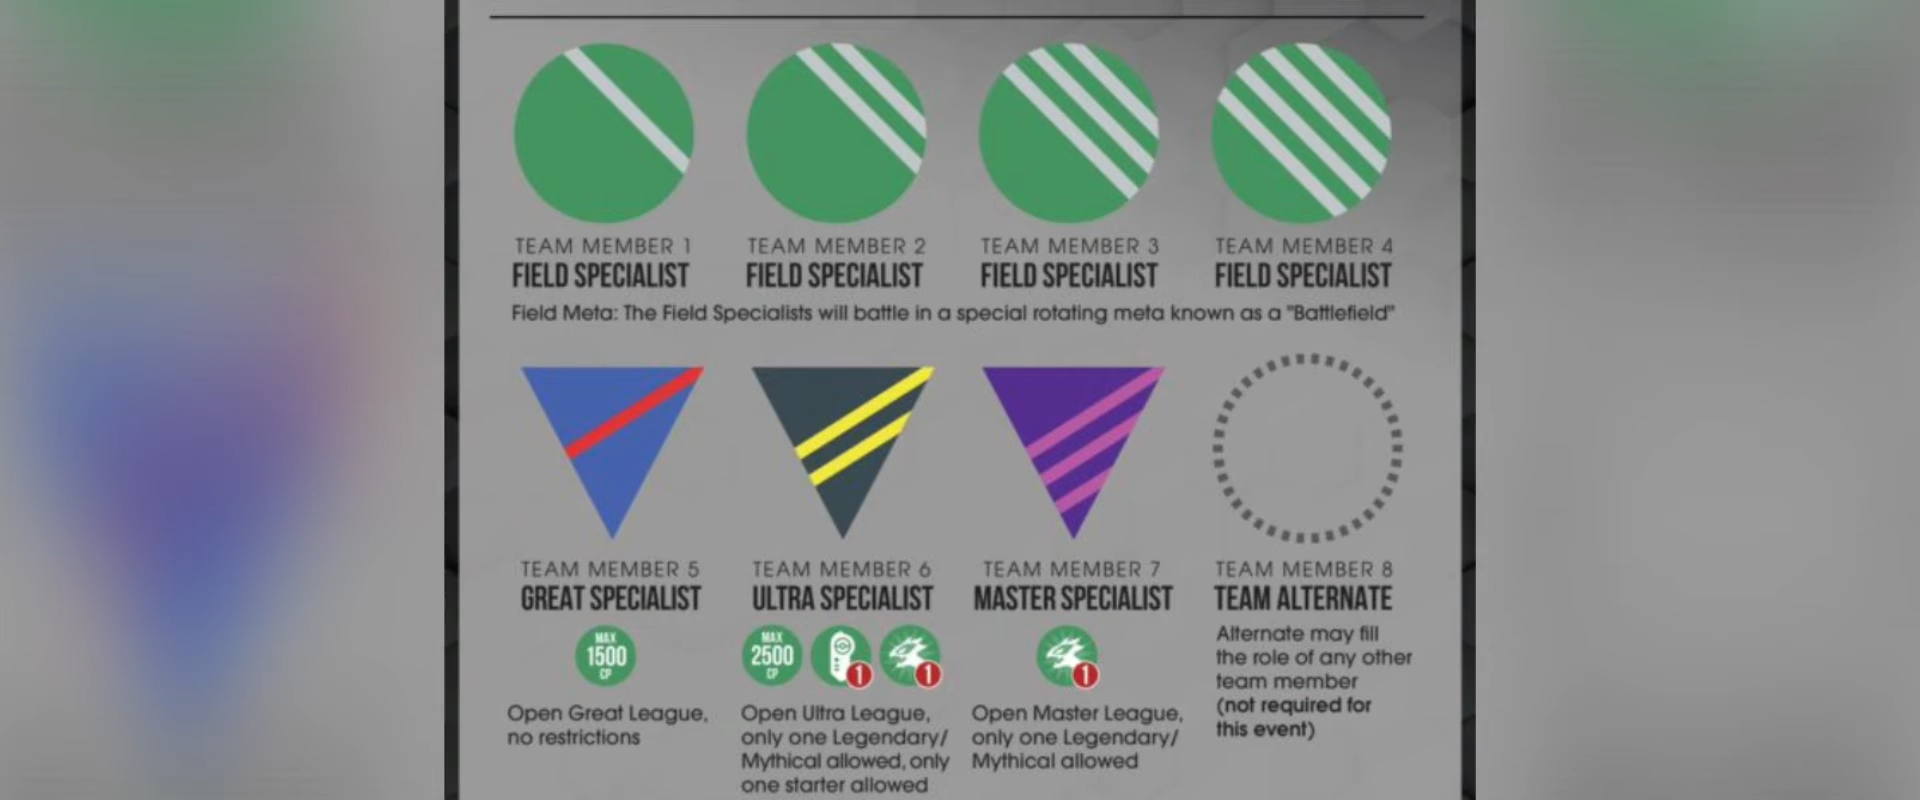 TEAM MEMBER 1
FIELD SPECIALIST
TEAM MEMBER 2
FIELD SPECIALIST
TEAM MEMBER 3
FIELD SPECIALIST
TEAM MEMBER 4
FIELD SPECIALIST
Field Meta: The Field Specialists will battle in a special rotating meta known as a "Battlefield"
TEAM MEMBER 5
GREAT SPECIALIST
MAX
1500
CP
Open Great League,
no restrictions
TEAM MEMBER 6
ULTRA SPECIALIST
MAX
2500
CP
1
1
Open Ultra League,
only one Legendary/
Mythical allowed, only
one starter allowed
TEAM MEMBER 7
MASTER SPECIALIST
1
Open Master League,
only one Legendary/
Mythical allowed
TEAM MEMBER 8
TEAM ALTERNATE
Alternate may fill
the role of any other
team member
(not required for
this event)